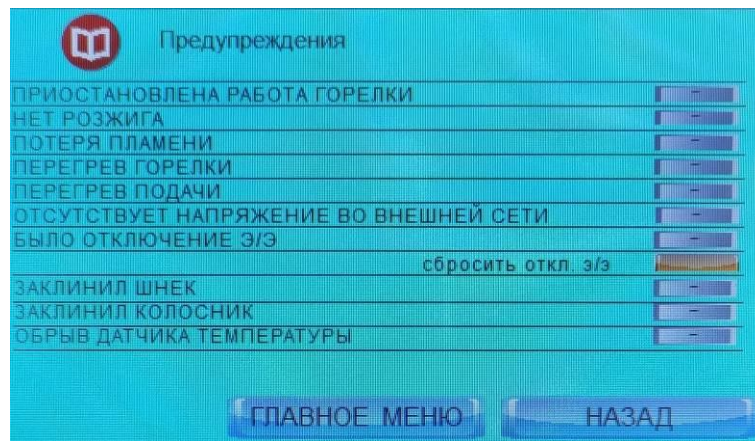 Предупреждения
ПРИОСТАНОВЛЕНА РАБОТА ГОРЕЛКИ -
НЕТ РОЗЖИГА -
ПОТЕРЯ ПЛАМЕНИ -
ПЕРЕГРЕВ ГОРЕЛКИ -
ПЕРЕГРЕВ ПОДАЧИ -
ОТСУТСТВУЕТ НАПРЯЖЕНИЕ ВО ВНЕШНЕЙ СЕТИ -
БЫЛО ОТКЛЮЧЕНИЕ Э/Э -
сбросить откл. э/э
ЗАКЛИНИЛ ШНЕК -
ЗАКЛИНИЛ КОЛОСНИК -
ОБРЫВ ДАТЧИКА ТЕМПЕРАТУРЫ -
ГЛАВНОЕ МЕНЮ НАЗАД